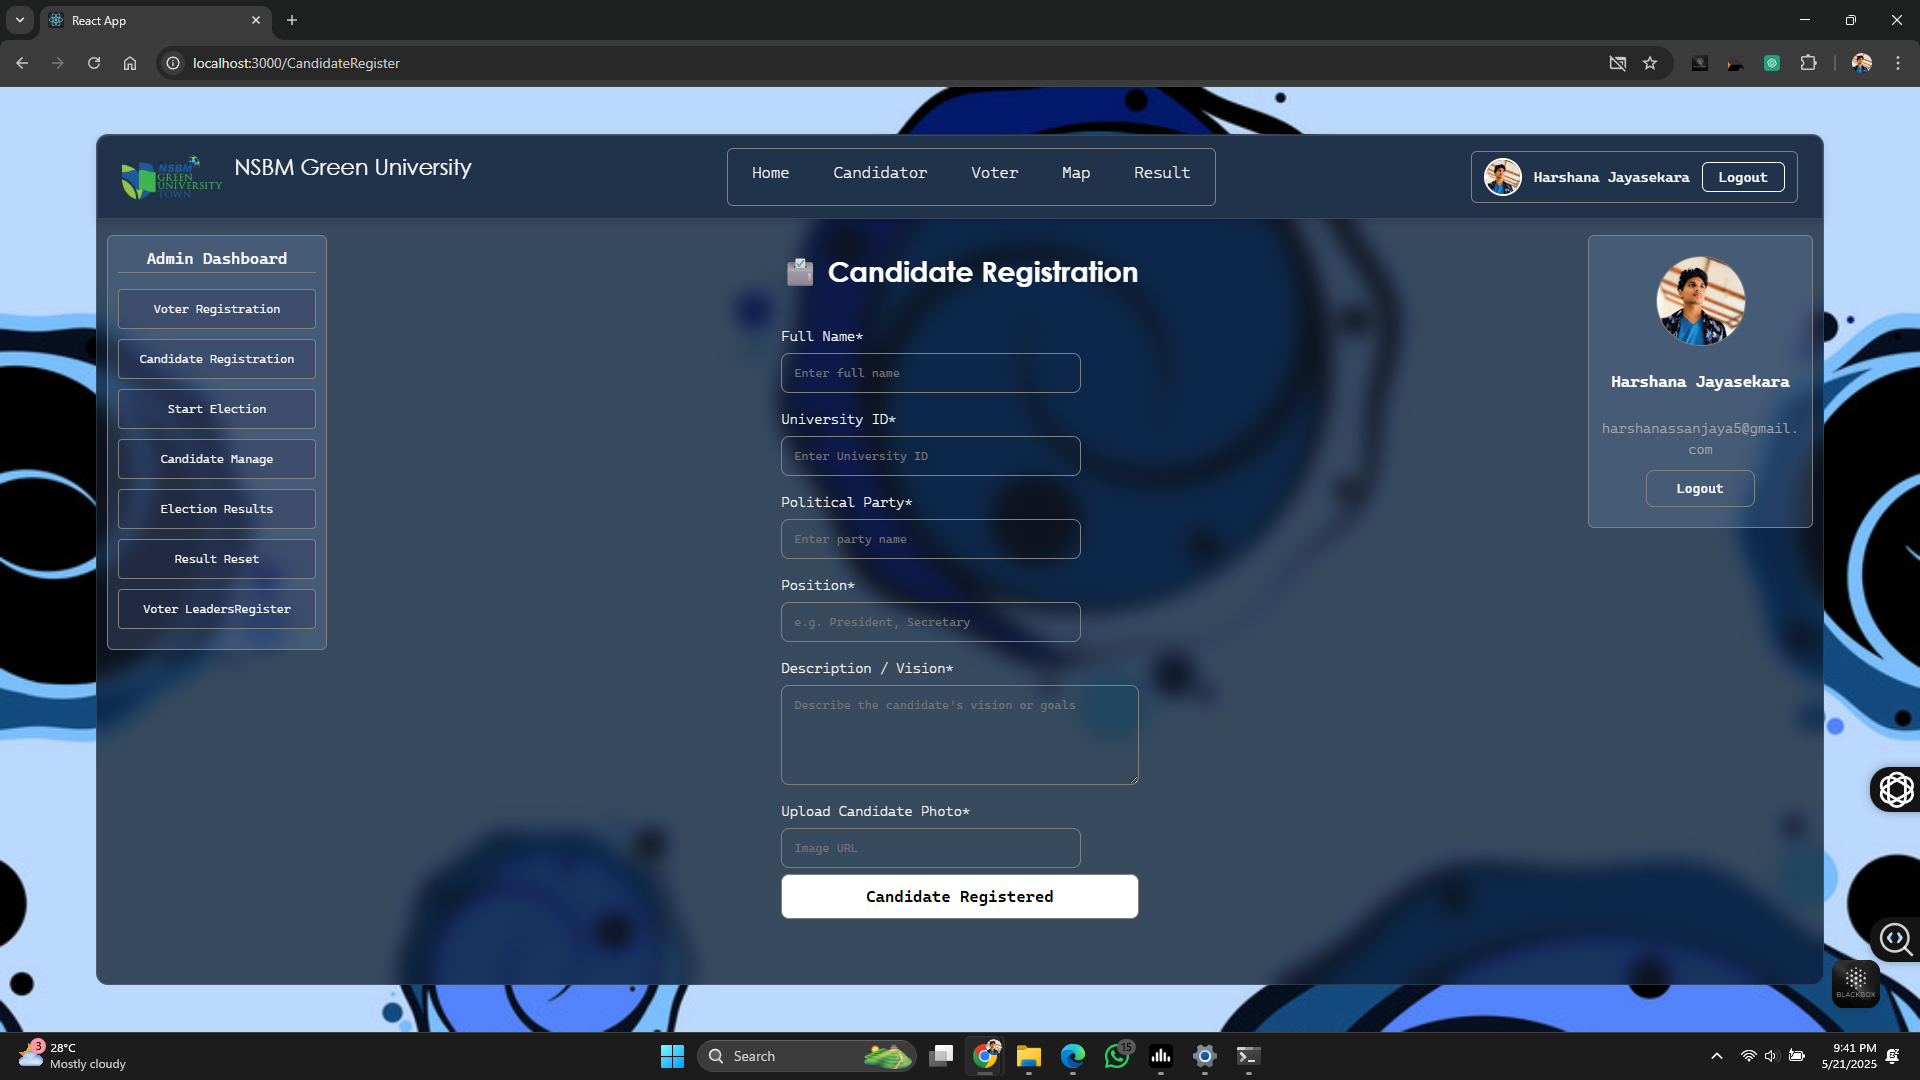 React App
localhost:3000/CandidateRegister
NSBM
GREEN
UNIVERSITY
TOWN
NSBM Green University
Home
Candidator
Voter
Map
Result
Harshana Jayasekara
Logout
Admin Dashboard
Voter Registration
Candidate Registration
Start Election
Candidate Manage
Election Results
Result Reset
Voter LeadersRegister
Candidate Registration
Full Name*
Enter full name
University ID*
Enter University ID
Political Party*
Enter party name
Position*
e.g. President, Secretary
Description / Vision*
Describe the candidate's vision or goals
Upload Candidate Photo*
Image URL
Candidate Registered
Harshana Jayasekara
harshanassanjaya5@gmail.
com
Logout
BLACKBOX
3
28°C
Mostly cloudy
Search
15
9:41 PM
5/21/2025